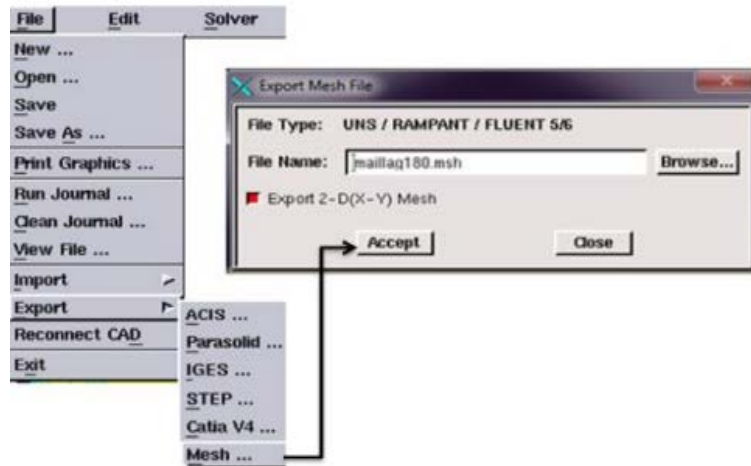 File Edit Solver
New ...
Open ...
Save
Save As ...
Print Graphics ...
Run Journal ...
Clean Journal ...
View File ...
Import
Export
Reconnect CAD
Exit
ACIS ...
Parasolid ...
IGES ...
STEP ...
Catia V4 ...
Mesh ...
Export Mesh File
File Type: UNS / RAMPANT / FLUENT 5/6
File Name: maillag180.msh Browse...
Export 2-D(X-Y) Mesh
Accept Close